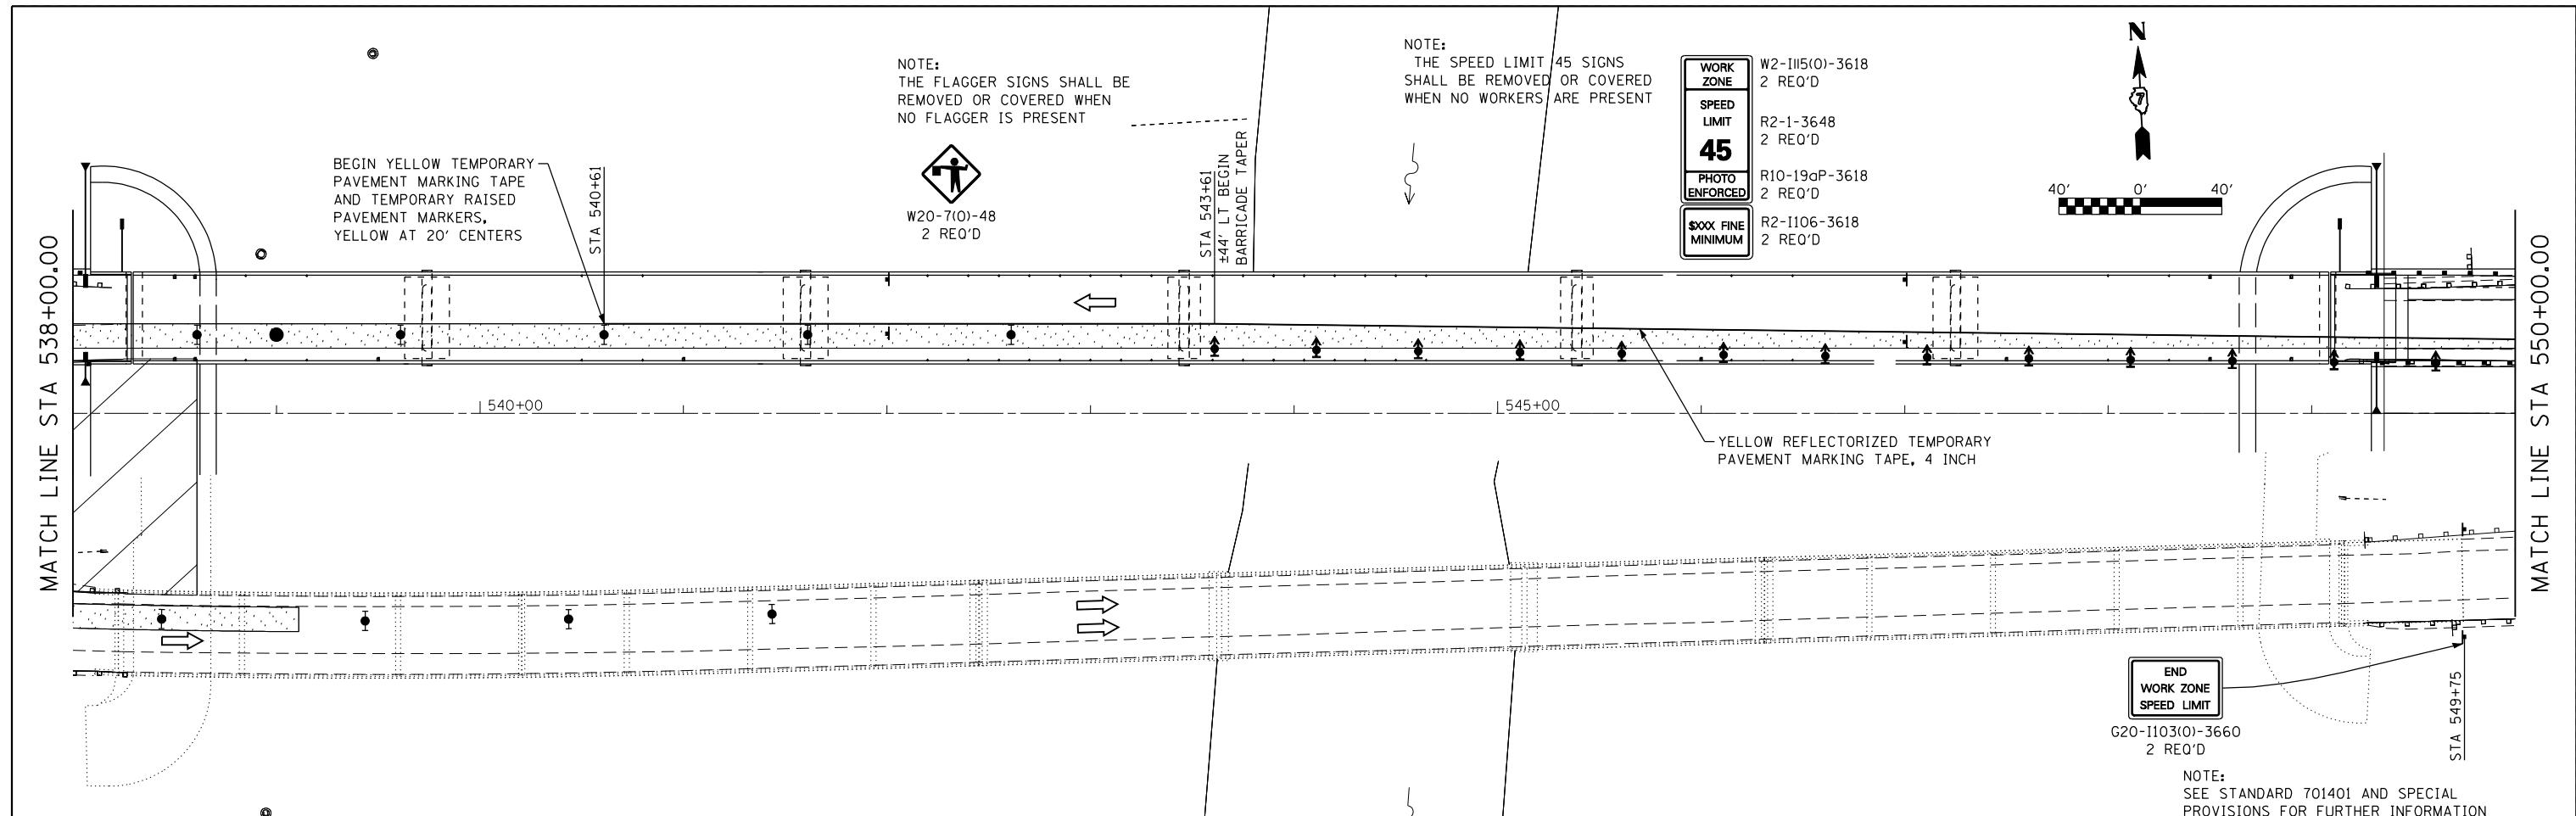 NOTE:
THE FLAGGER SIGNS SHALL BE
REMOVED OR COVERED WHEN
NO FLAGGER IS PRESENT
W20-7(O)-48
2 REQ'D
NOTE:
THE SPEED LIMIT 45 SIGNS
SHALL BE REMOVED OR COVERED
WHEN NO WORKERS ARE PRESENT
WORK
ZONE
SPEED
LIMIT
45
PHOTO
ENFORCED
$XXX FINE
MINIMUM
W2-I115(O)-3618
2 REQ'D
R2-1-3648
2 REQ'D
R10-19aP-3618
2 REQ'D
R2-I106-3618
2 REQ'D
N
7
40' 0' 40'
BEGIN YELLOW TEMPORARY
PAVEMENT MARKING TAPE
AND TEMPORARY RAISED
PAVEMENT MARKERS,
YELLOW AT 20' CENTERS
STA 540+61
STA 543+61
±44' LT BEGIN
BARRICADE TAPER
MATCH LINE STA 538+00.00
MATCH LINE STA 550+00.00
540+00
545+00
YELLOW REFLECTORIZED TEMPORARY
PAVEMENT MARKING TAPE, 4 INCH
END
WORK ZONE
SPEED LIMIT
G20-I103(O)-3660
2 REQ'D
STA 549+75
NOTE:
SEE STANDARD 701401 AND SPECIAL
PROVISIONS FOR FURTHER INFORMATION